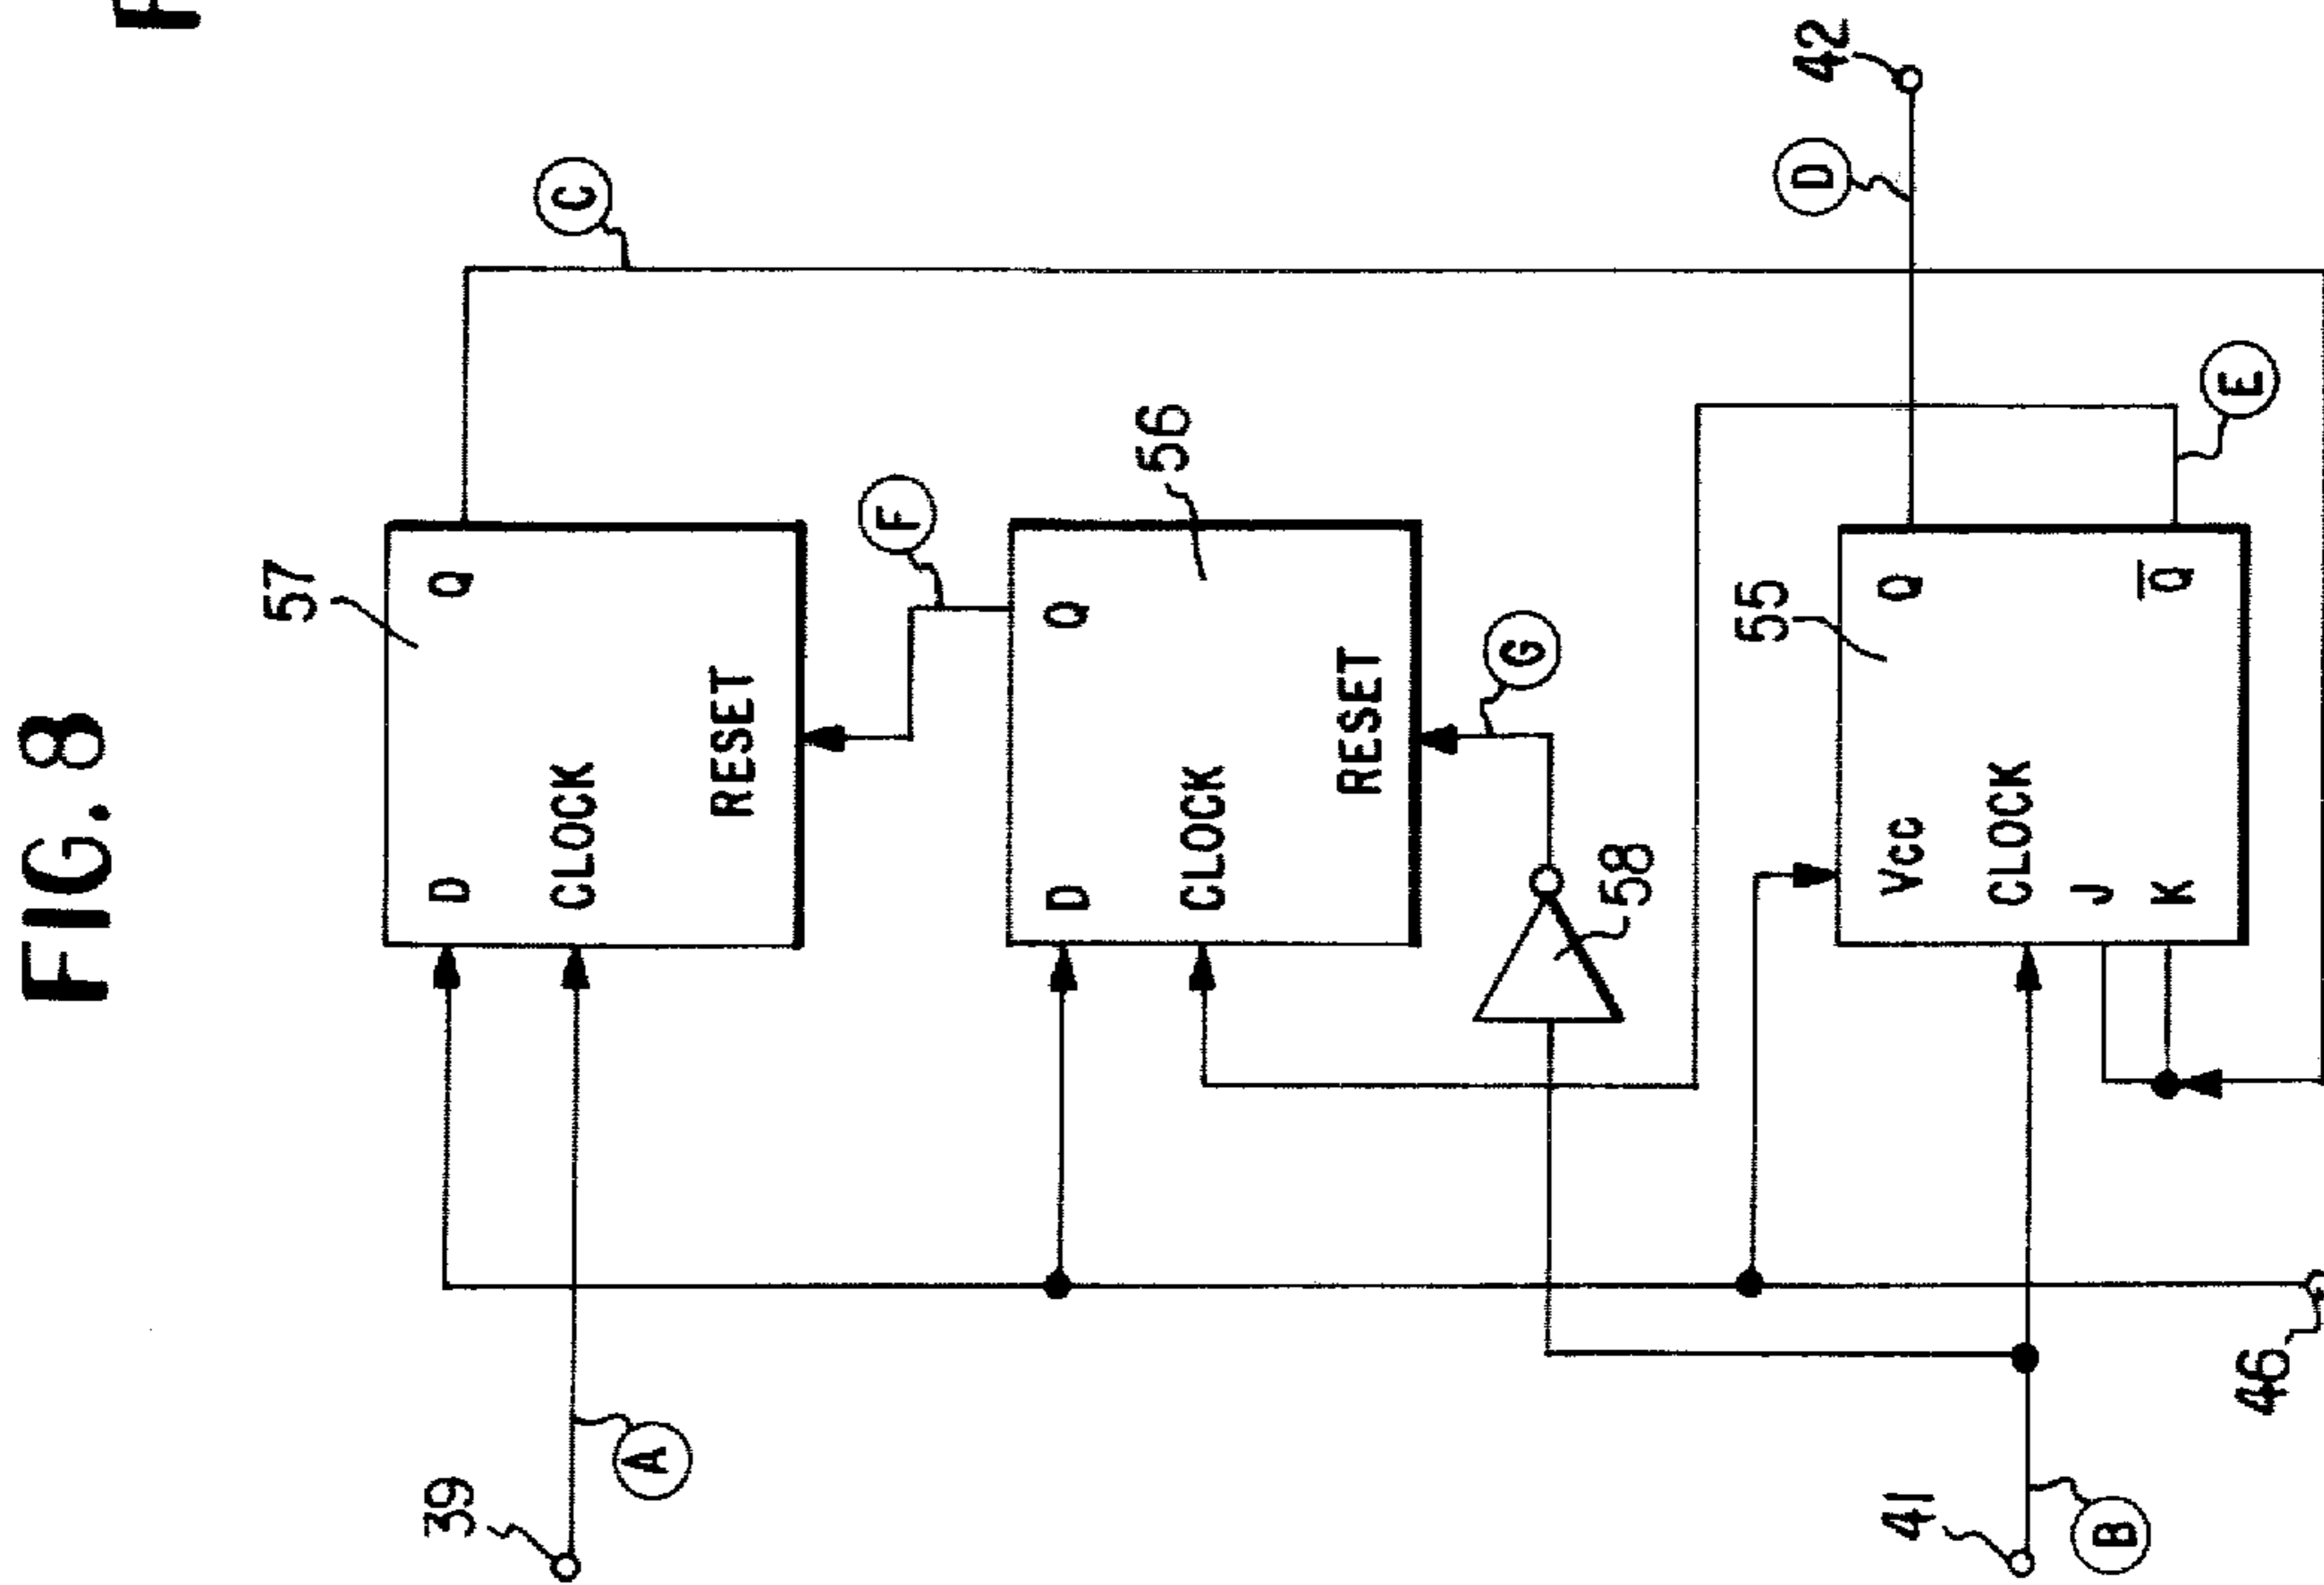 FIG. 8
57
D
Q
CLOCK
RESET
C
F
56
D
Q
CLOCK
RESET
G
58
42
D
55
Vcc
Q
CLOCK
J
K
Q̅
E
39
A
41
B
46